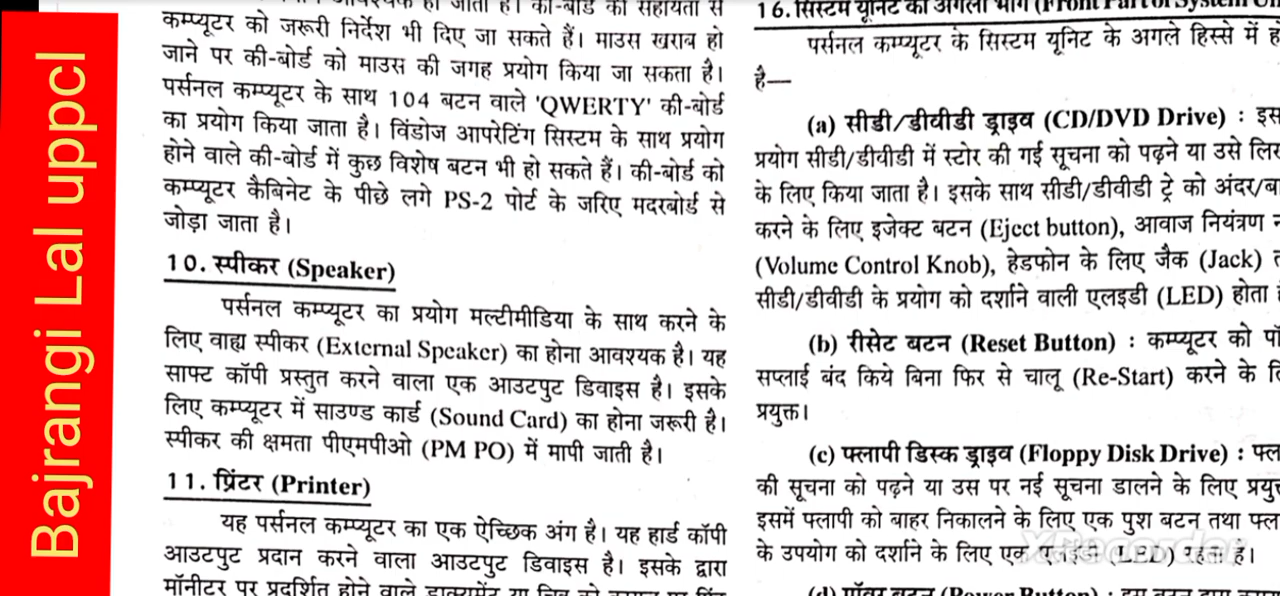 Bajrangi Lal uppcl
आवश्यक हो जाता है। की-बोर्ड की सहायता से
कम्प्यूटर को जरूरी निर्देश भी दिए जा सकते हैं। माउस खराब हो
जाने पर की-बोर्ड को माउस की जगह प्रयोग किया जा सकता है।
पर्सनल कम्प्यूटर के साथ 104 बटन वाले 'QWERTY' की-बोर्ड
का प्रयोग किया जाता है। विंडोज आपरेटिंग सिस्टम के साथ प्रयोग
होने वाले की-बोर्ड में कुछ विशेष बटन भी हो सकते हैं। की-बोर्ड को
कम्प्यूटर कैबिनेट के पीछे लगे PS-2 पोर्ट के जरिए मदरबोर्ड से
जोड़ा जाता है।
10. स्पीकर (Speaker)
पर्सनल कम्प्यूटर का प्रयोग मल्टीमीडिया के साथ करने के
लिए वाह्य स्पीकर (External Speaker) का होना आवश्यक है। यह
साफ्ट कॉपी प्रस्तुत करने वाला एक आउटपुट डिवाइस है। इसके
लिए कम्प्यूटर में साउण्ड कार्ड (Sound Card) का होना जरूरी है।
स्पीकर की क्षमता पीएमपीओ (PM PO) में मापी जाती है।
11. प्रिंटर (Printer)
यह पर्सनल कम्प्यूटर का एक ऐच्छिक अंग है। यह हार्ड कॉपी
आउटपुट प्रदान करने वाला आउटपुट डिवाइस है। इसके द्वारा
मॉनीटर पर प्रदर्शित होने वाले डाक्यूमेंट या चित्र को
16. सिस्टम यूनिट का अगला भाग (Front Part of System
पर्सनल कम्प्यूटर के सिस्टम यूनिट के अगले हिस्से में
है—
(a) सीडी/डीवीडी ड्राइव (CD/DVD Drive) :
प्रयोग सीडी/डीवीडी में स्टोर की गई सूचना को पढ़ने या उसे
के लिए किया जाता है। इसके साथ सीडी/डीवीडी ट्रे को अंदर/
करने के लिए इजेक्ट बटन (Eject button), आवाज नियंत्रण
(Volume Control Knob), हेडफोन के लिए जैक (Jack)
सीडी/डीवीडी के प्रयोग को दर्शाने वाली एलइडी (LED) होता
(b) रीसेट बटन (Reset Button) : कम्प्यूटर को
सप्लाई बंद किये बिना फिर से चालू (Re-Start) करने के
प्रयुक्त।
(c) फ्लापी डिस्क ड्राइव (Floppy Disk Drive) :
की सूचना को पढ़ने या उस पर नई सूचना डालने के लिए
इसमें फ्लापी को बाहर निकालने के लिए एक पुश बटन तथा
के उपयोग को दर्शाने के लिए एक एलइडी (LED) रहता है।
XRecorder
(d) पॉवर बटन (Power Button) :